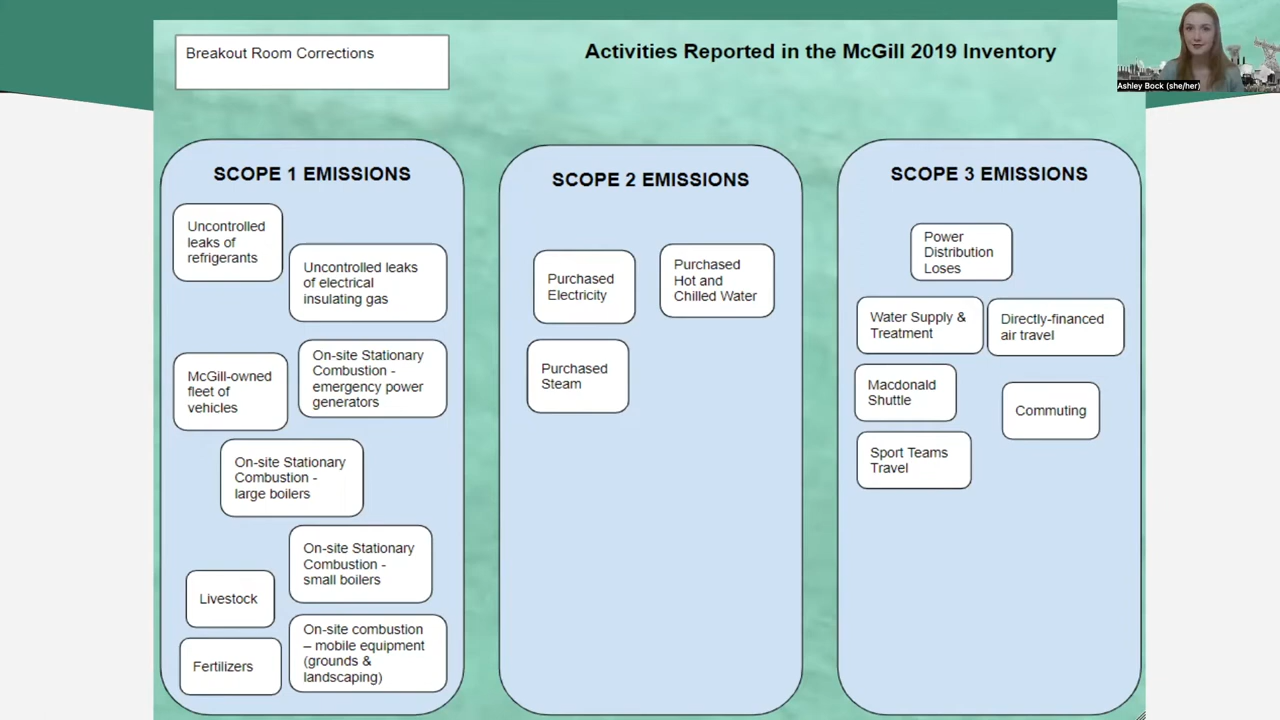 Breakout Room Corrections
Activities Reported in the McGill 2019 Inventory
Ashley Bock (she/her)
SCOPE 1 EMISSIONS
Uncontrolled
leaks of
refrigerants
Uncontrolled leaks
of electrical
insulating gas
McGill-owned
fleet of
vehicles
On-site Stationary
Combustion -
emergency power
generators
On-site Stationary
Combustion -
large boilers
On-site Stationary
Combustion -
small boilers
Livestock
Fertilizers
On-site combustion
– mobile equipment
(grounds &
landscaping)
SCOPE 2 EMISSIONS
Purchased
Electricity
Purchased
Hot and
Chilled Water
Purchased
Steam
SCOPE 3 EMISSIONS
Power
Distribution
Loses
Water Supply &
Treatment
Directly-financed
air travel
Macdonald
Shuttle
Commuting
Sport Teams
Travel